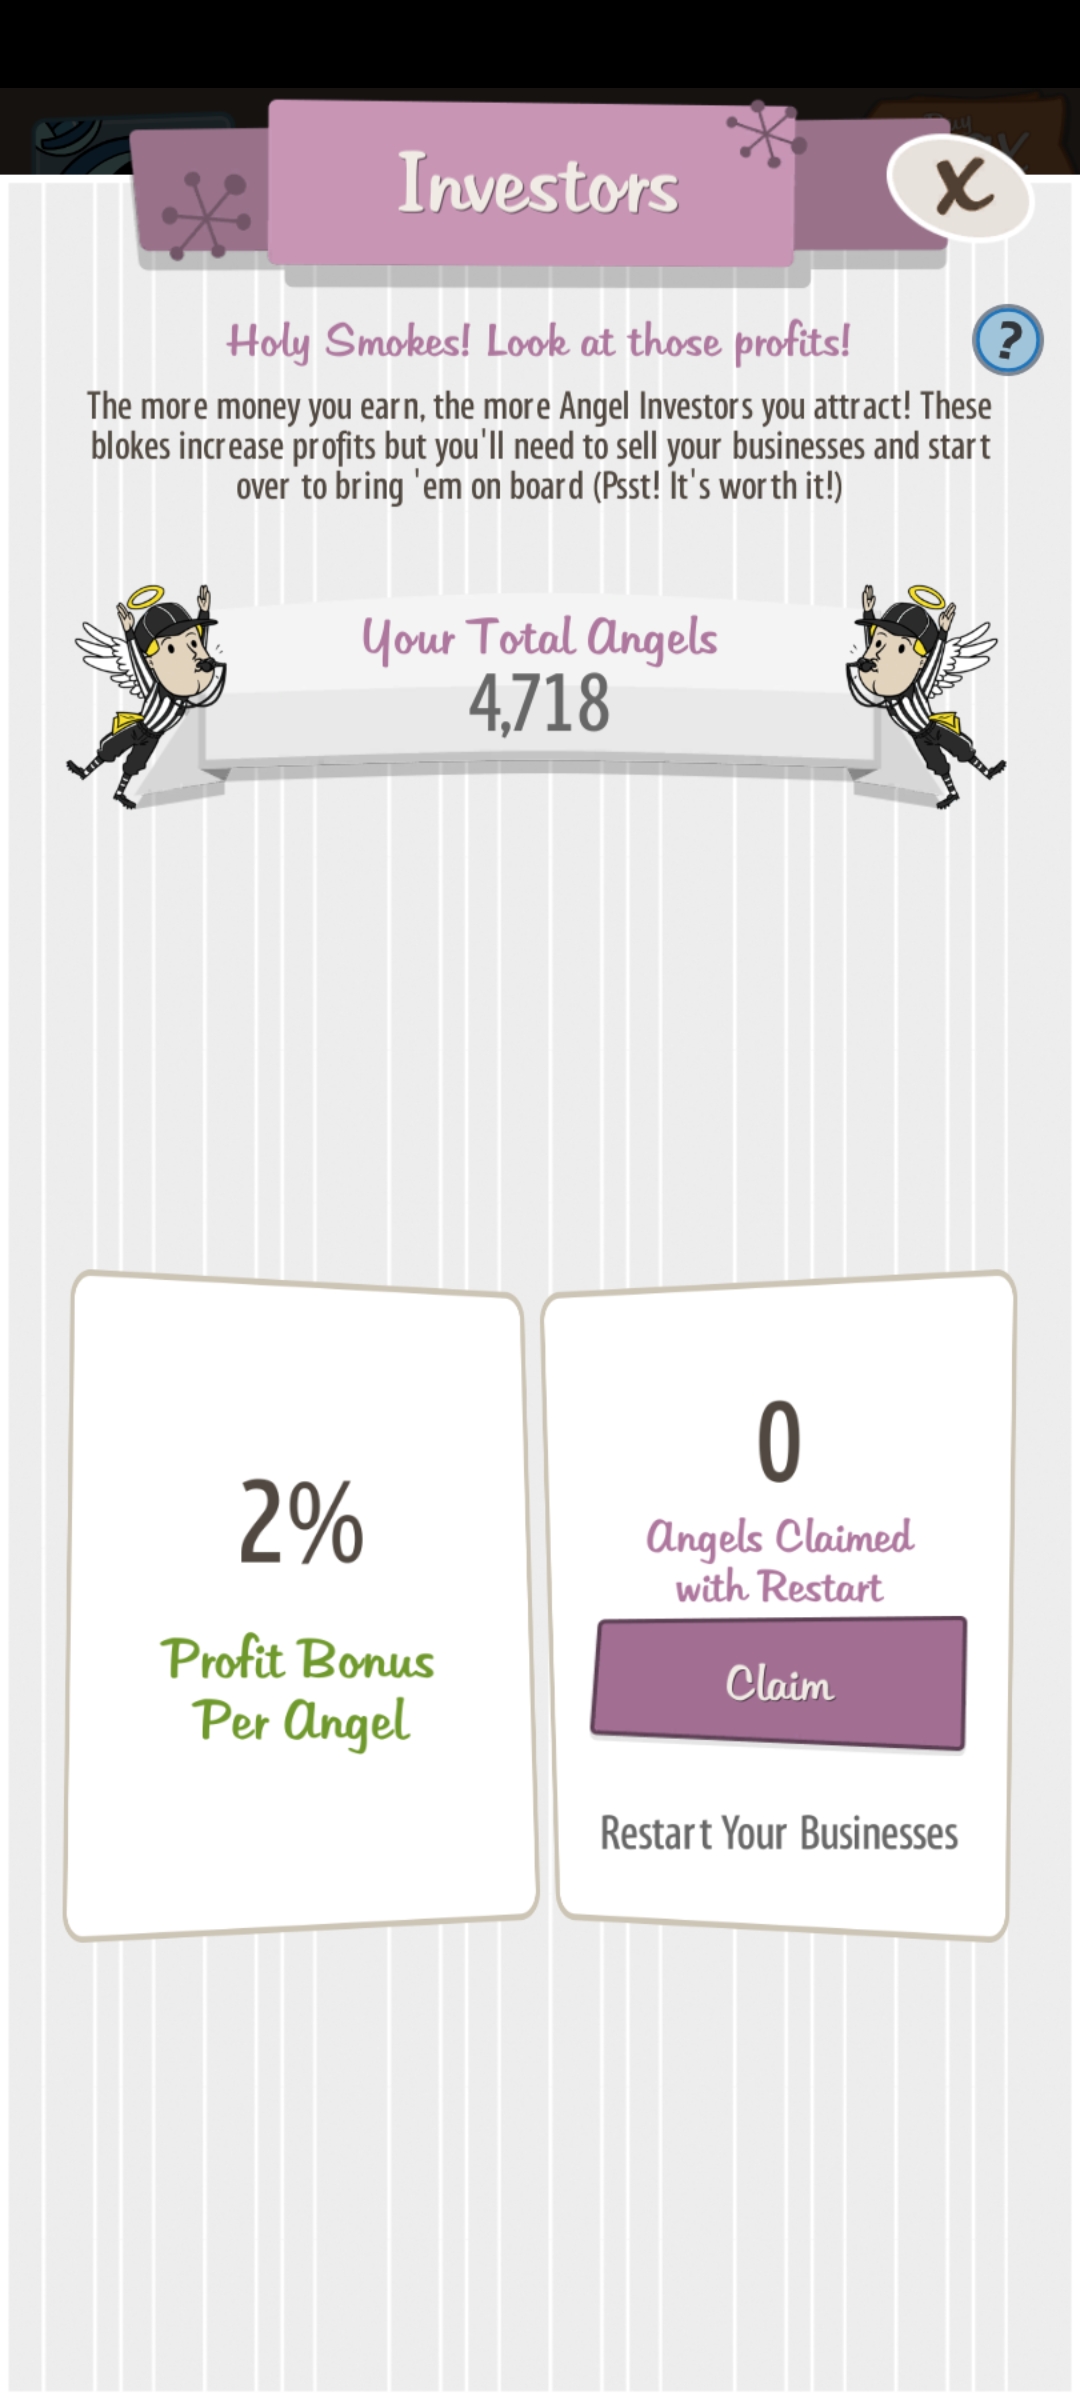 Investors
X
Holy Smokes! Look at those profits!
?
The more money you earn, the more Angel Investors you attract! These
blokes increase profits but you'll need to sell your businesses and start
over to bring 'em on board (Psst! It's worth it!)
Your Total Angels
4,718
2%
Profit Bonus
Per Angel
0
Angels Claimed
with Restart
Claim
Restart Your Businesses